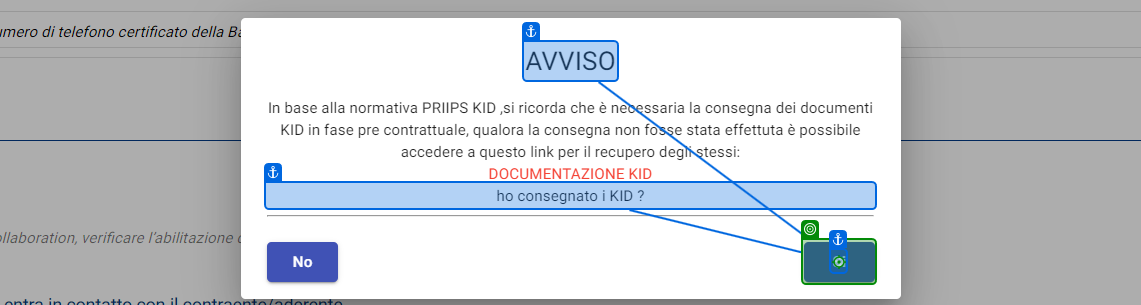 umero di telefono certificato della Ba
AVVISO
In base alla normativa PRIIPS KID ,si ricorda che è necessaria la consegna dei documenti
KID in fase pre contrattuale, qualora la consegna non fosse stata effettuata è possibile
accedere a questo link per il recupero degli stessi:
DOCUMENTAZIONE KID
ho consegnato i KID ?
ollaboration, verificare l'abilitazione
No
entra in contatto con il contraente/aderente